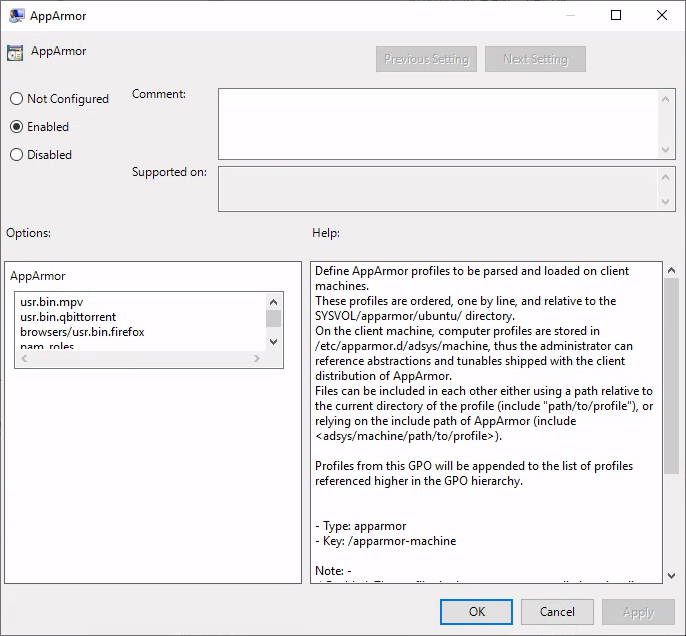 AppArmor
AppArmor
Previous Setting
Next Setting
Not Configured
Enabled
Disabled
Comment:
Supported on:
Options:
Help:
AppArmor
usr.bin.mpv
usr.bin.qbittorrent
browsers/usr.bin.firefox
pam_roles
Define AppArmor profiles to be parsed and loaded on client
machines.
These profiles are ordered, one by line, and relative to the
SYSVOL/apparmor/ubuntu/ directory.
On the client machine, computer profiles are stored in
/etc/apparmor.d/adsys/machine, thus the administrator can
reference abstractions and tunables shipped with the client
distribution of AppArmor.
Files can be included in each other either using a path relative to
the current directory of the profile (include "path/to/profile"), or
relying on the include path of AppArmor (include
<adsys/machine/path/to/profile>).
Profiles from this GPO will be appended to the list of profiles
referenced higher in the GPO hierarchy.
- Type: apparmor
- Key: /apparmor-machine
Note: -
OK
Cancel
Apply